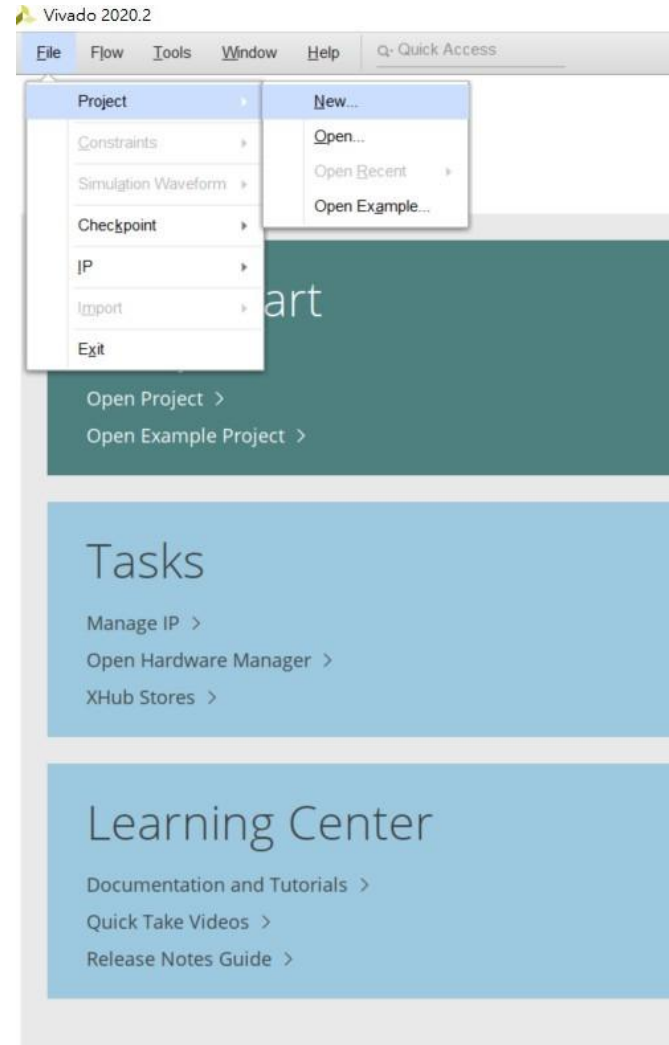 Vivado 2020.2
File Flow Tools Window Help Quick Access
Project
Constraints
Simulation Waveform
Checkpoint
IP
Import
Exit
New...
Open...
Open Recent
Open Example...
art
Open Project >
Open Example Project >
Tasks
Manage IP >
Open Hardware Manager >
XHub Stores >
Learning Center
Documentation and Tutorials >
Quick Take Videos >
Release Notes Guide >